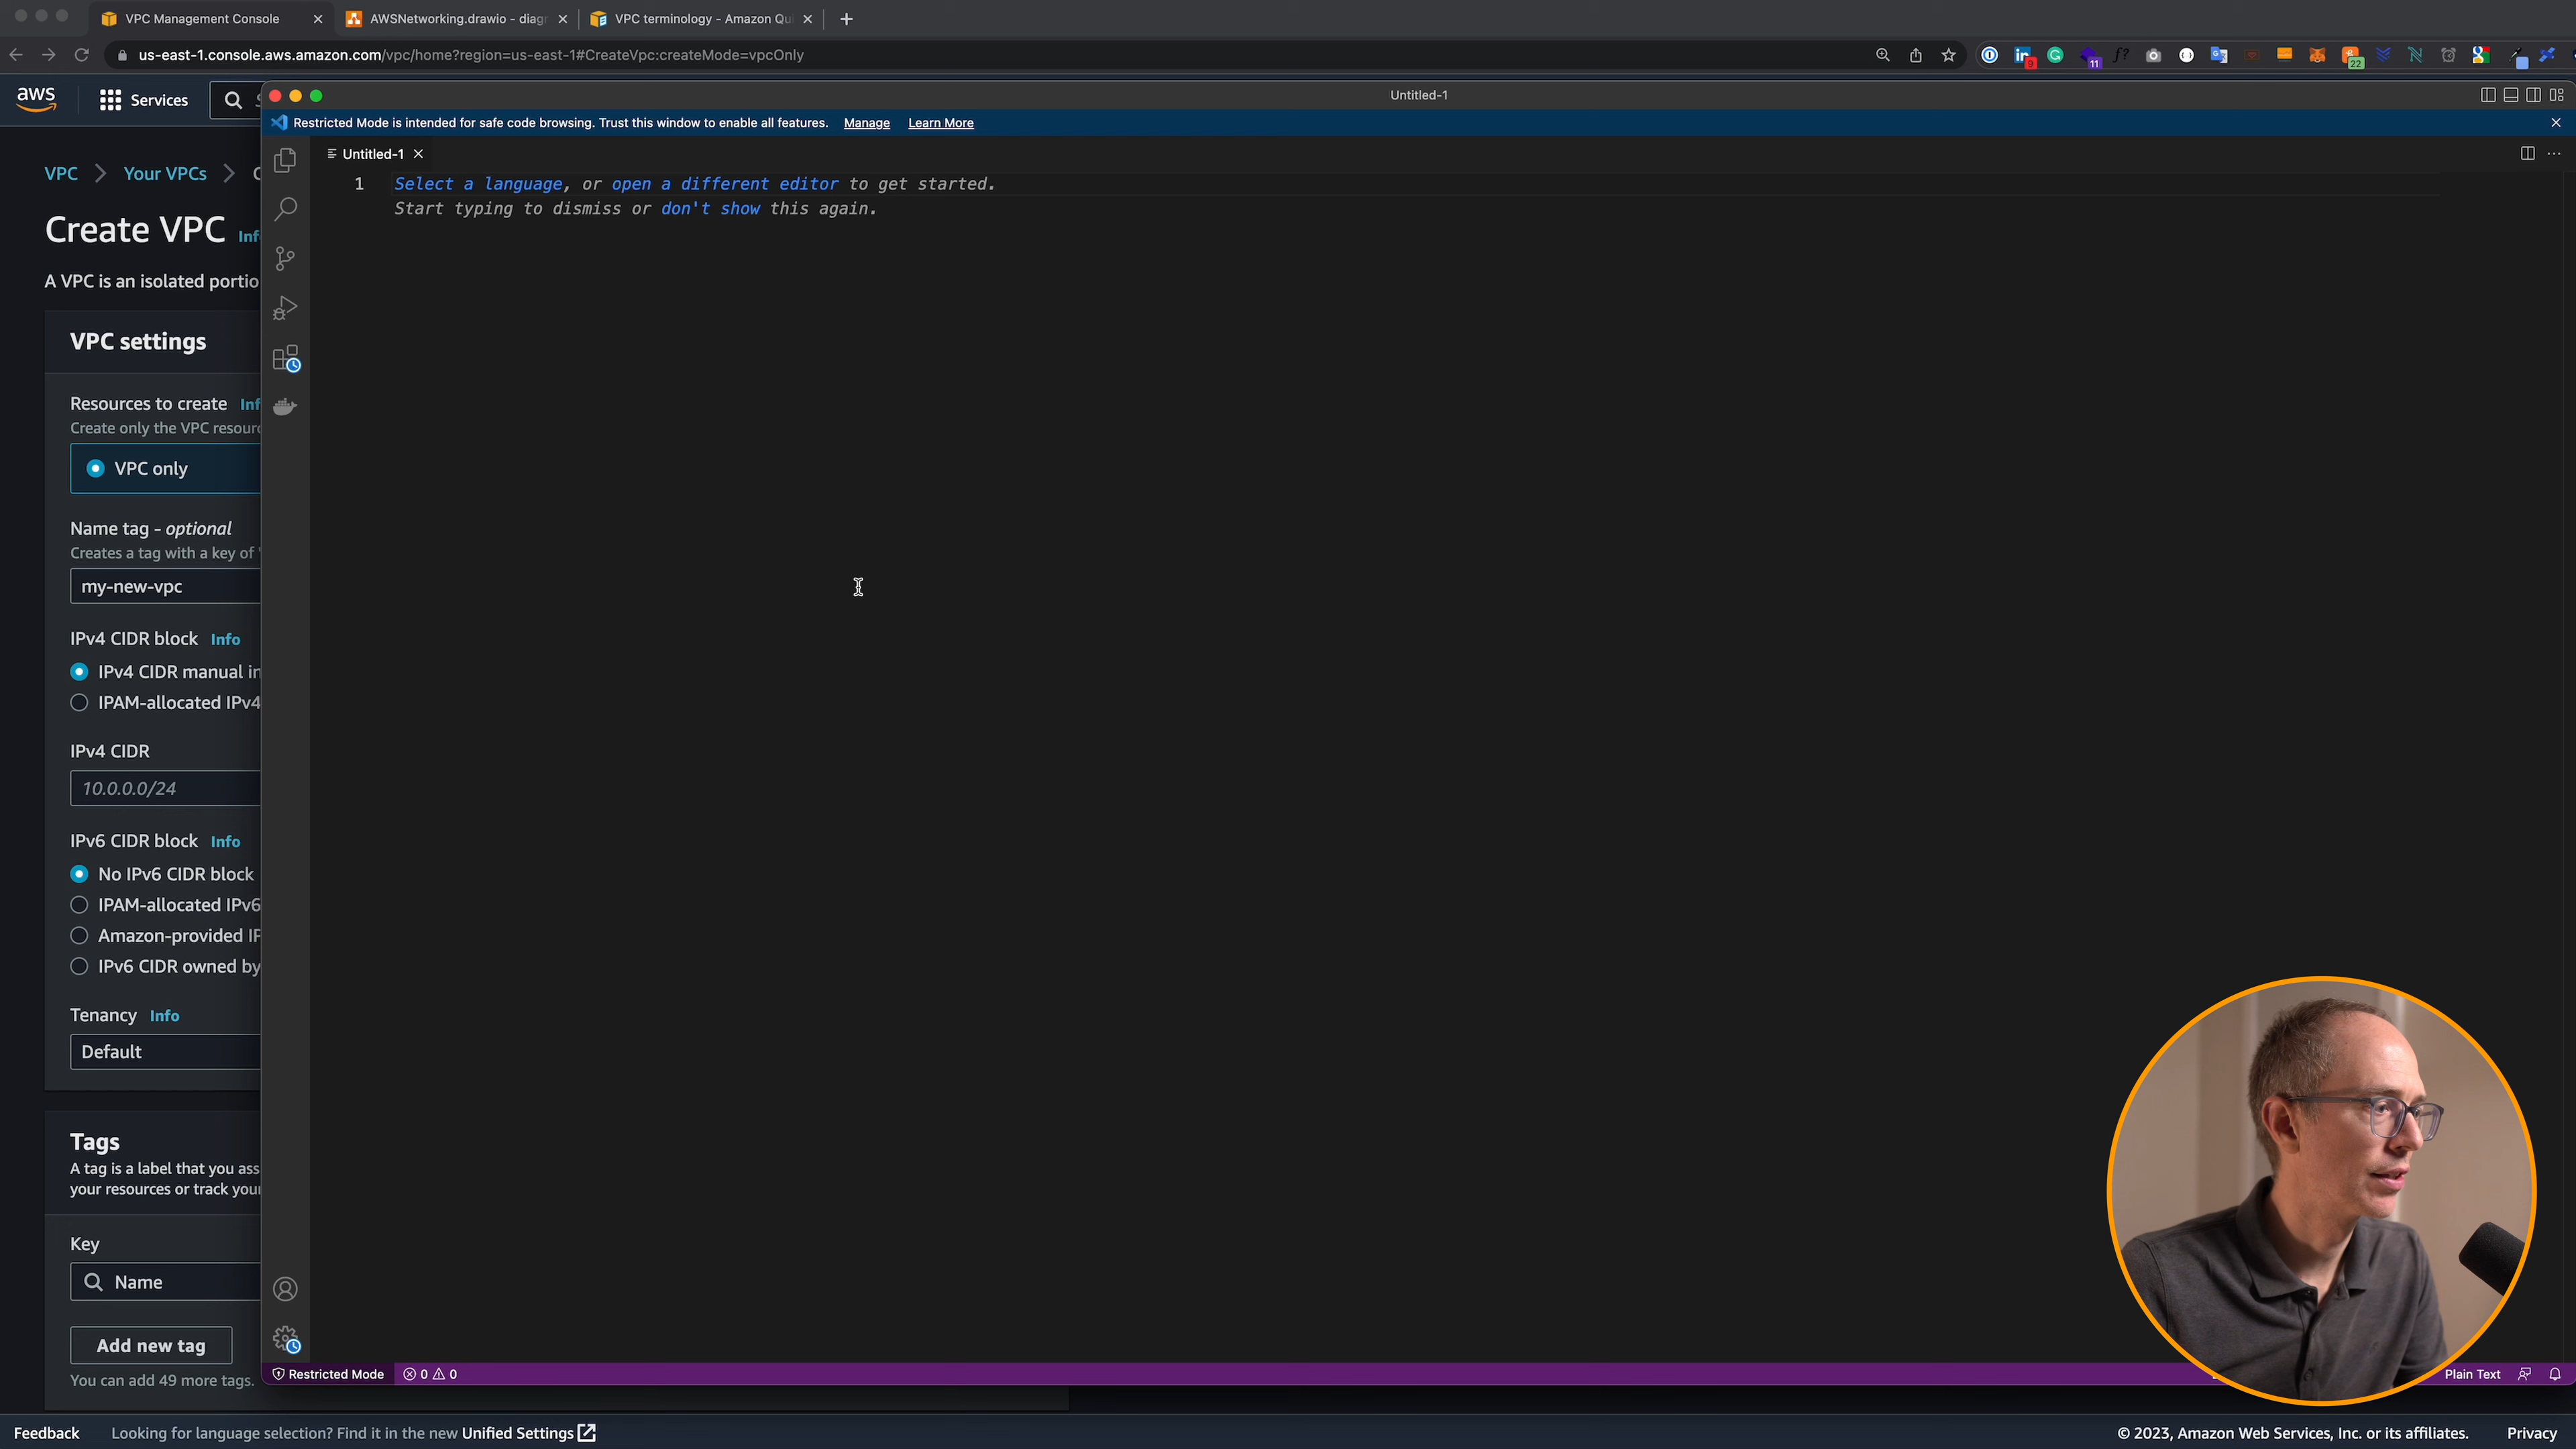 VPC Management Console
AWSNetworking.drawio - diagr
VPC terminology - Amazon Qui
us-east-1.console.aws.amazon.com/vpc/home?region=us-east-1#CreateVpc:createMode=vpcOnly
9
11
22
aws
Services
Untitled-1
Restricted Mode is intended for safe code browsing. Trust this window to enable all features. Manage Learn More
Untitled-1
1 Select a language, or open a different editor to get started.
Start typing to dismiss or don't show this again.
VPC > Your VPCs >
Create VPC
A VPC is an isolated portio
VPC settings
Resources to create Inf
Create only the VPC resourc
VPC only
Name tag - optional
Creates a tag with a key of '
my-new-vpc
IPv4 CIDR block Info
IPv4 CIDR manual in
IPAM-allocated IPv4
IPv4 CIDR
10.0.0.0/24
IPv6 CIDR block Info
No IPv6 CIDR block
IPAM-allocated IPv6
Amazon-provided IP
IPv6 CIDR owned by
Tenancy Info
Default
Tags
A tag is a label that you ass
your resources or track your
Key
Name
Add new tag
You can add 49 more tags.
Restricted Mode 0 0
Plain Text
Feedback Looking for language selection? Find it in the new Unified Settings
© 2023, Amazon Web Services, Inc. or its affiliates. Privacy